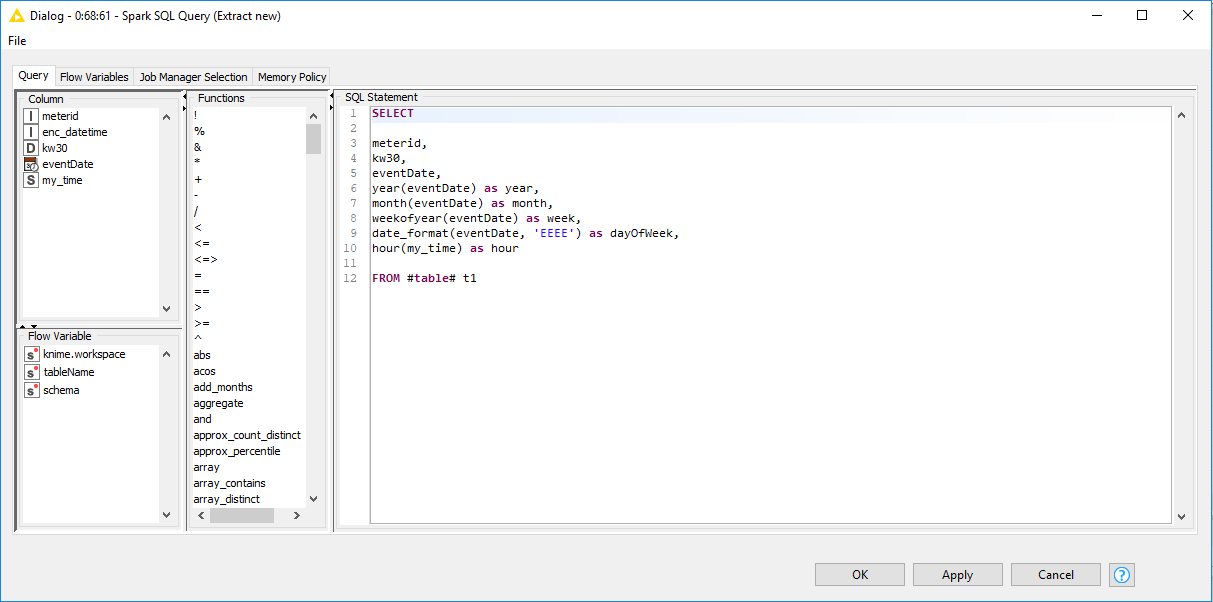 Dialog - 0:68:61 - Spark SQL Query (Extract new)
File
Query Flow Variables Job Manager Selection Memory Policy
Column
I meterid
I enc_datetime
D kw30
eventDate
S my_time
Flow Variable
s knime.workspace
s tableName
s schema
Functions
!
%
&
*
+
-
/
<
<=
<=>
=
==
>
>=
^
abs
acos
add_months
aggregate
and
approx_count_distinct
approx_percentile
array
array_contains
array_distinct
SQL Statement
1 SELECT
2
3 meterid,
4 kw30,
5 eventDate,
6 year(eventDate) as year,
7 month(eventDate) as month,
8 weekofyear(eventDate) as week,
9 date_format(eventDate, 'EEEE') as dayOfWeek,
10 hour(my_time) as hour
11
12 FROM #table# t1
OK Apply Cancel ?